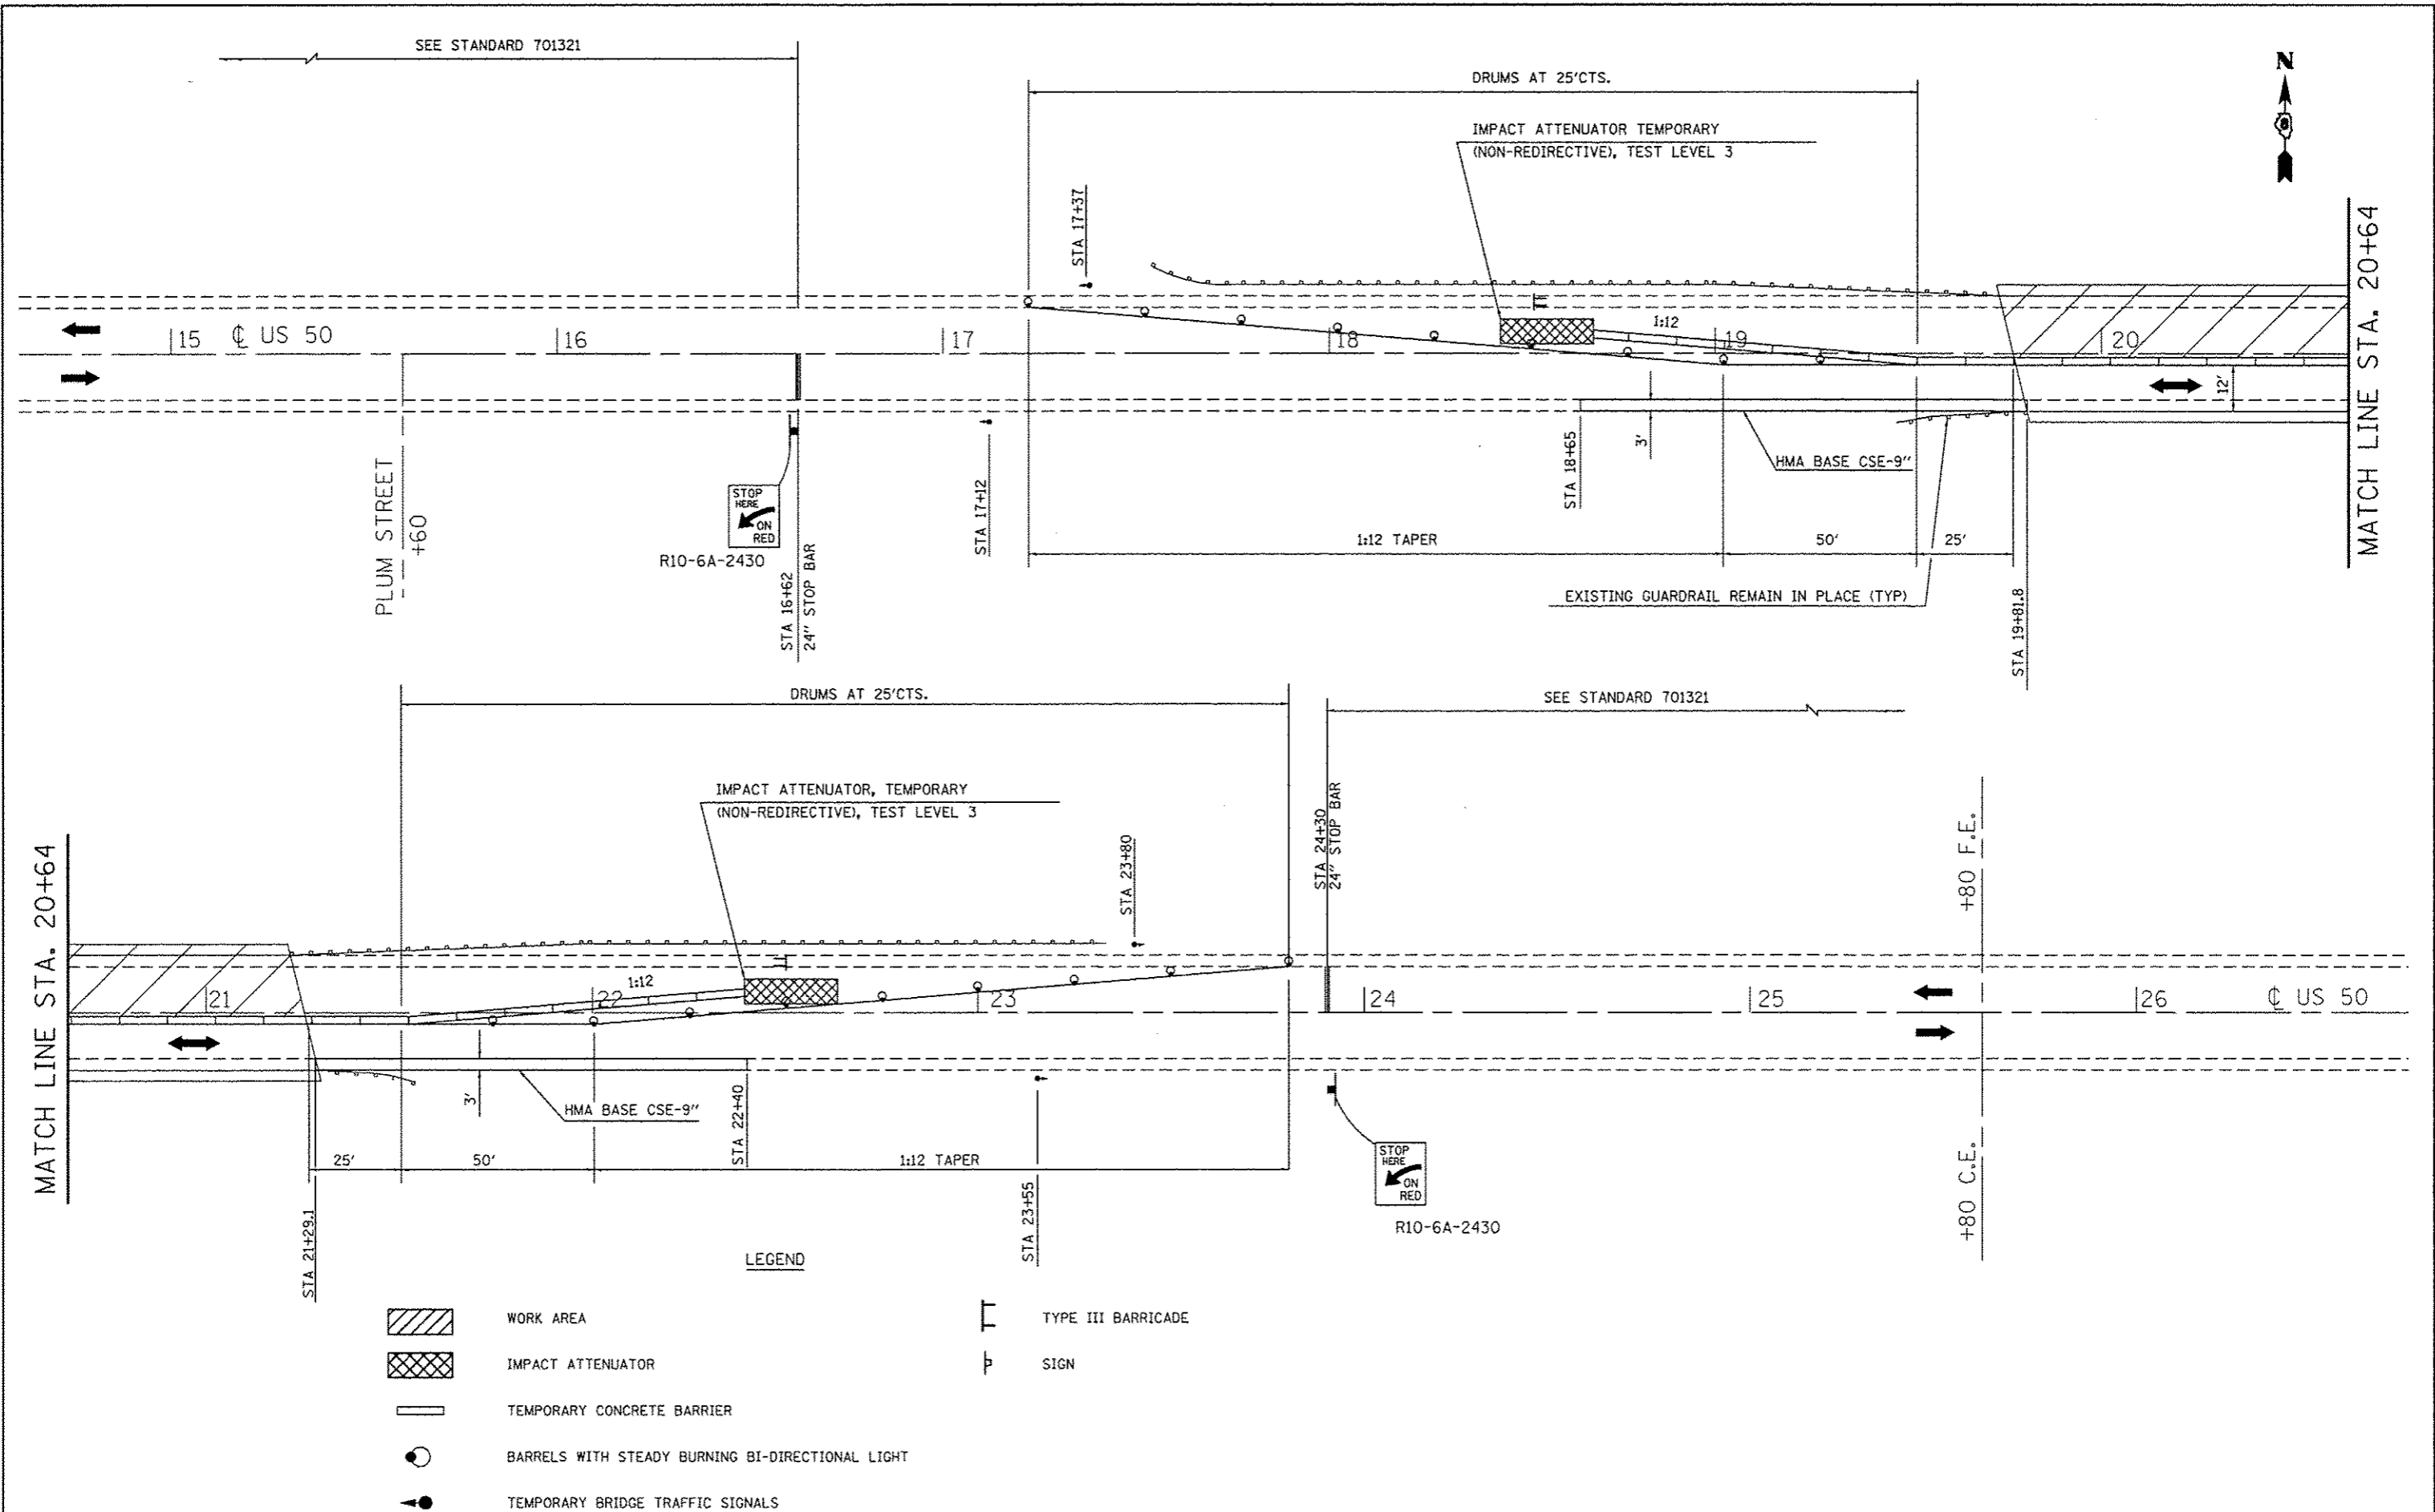 SEE STANDARD 701321
N
DRUMS AT 25'CTS.
IMPACT ATTENUATOR TEMPORARY
(NON-REDIRECTIVE), TEST LEVEL 3
STA 17+37
MATCH LINE STA. 20+64
15
℄ US 50
16
17
18
1:12
19
20
12'
PLUM STREET
+60
STOP
HERE
ON
RED
R10-6A-2430
STA 16+62
24" STOP BAR
STA 17+12
STA 18+65
3'
HMA BASE CSE-9"
1:12 TAPER
50'
25'
EXISTING GUARDRAIL REMAIN IN PLACE (TYP)
STA 19+81.8
DRUMS AT 25'CTS.
SEE STANDARD 701321
IMPACT ATTENUATOR, TEMPORARY
(NON-REDIRECTIVE), TEST LEVEL 3
STA 23+80
STA 24+30
24" STOP BAR
+80 F.E.
MATCH LINE STA. 20+64
21
1:12
22
23
24
25
26
℄ US 50
3'
HMA BASE CSE-9"
STA 22+40
25'
50'
1:12 TAPER
STA 21+29.1
STA 23+55
STOP
HERE
ON
RED
R10-6A-2430
+80 C.E.
LEGEND
WORK AREA
TYPE III BARRICADE
IMPACT ATTENUATOR
SIGN
TEMPORARY CONCRETE BARRIER
BARRELS WITH STEADY BURNING BI-DIRECTIONAL LIGHT
TEMPORARY BRIDGE TRAFFIC SIGNALS